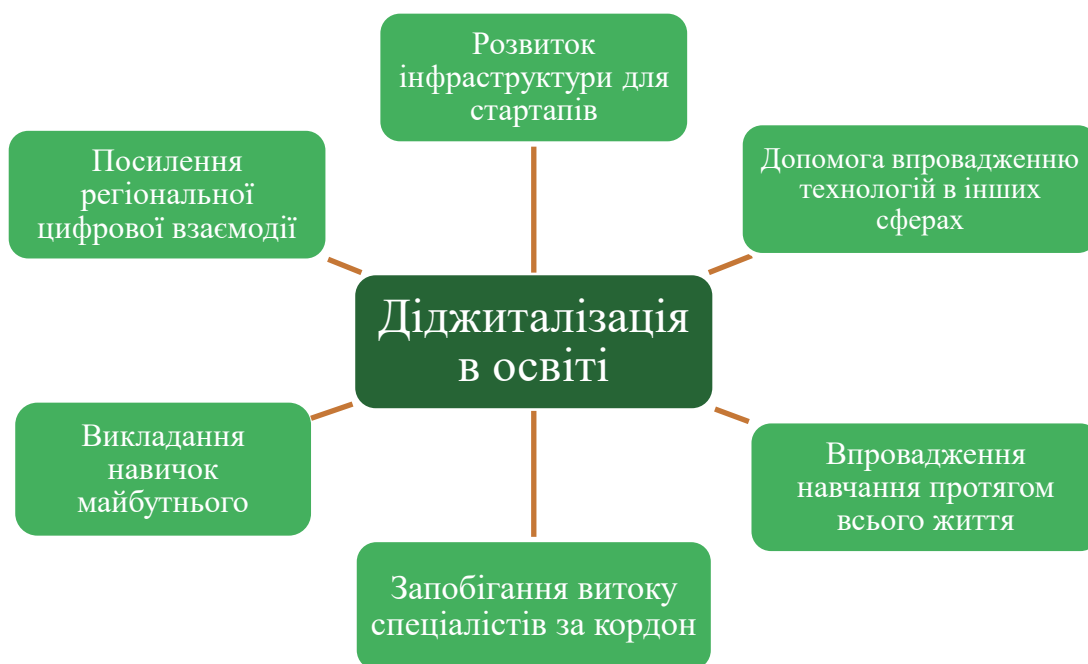 Розвиток
інфраструктури для
стартапів
Посилення
регіональної
цифрової взаємодії
Допомога впровадженню
технологій в інших
сферах
Діджиталізація
в освіті
Викладання
навичок
майбутнього
Впровадження
навчання протягом
всього життя
Запобігання витоку
спеціалістів за кордон